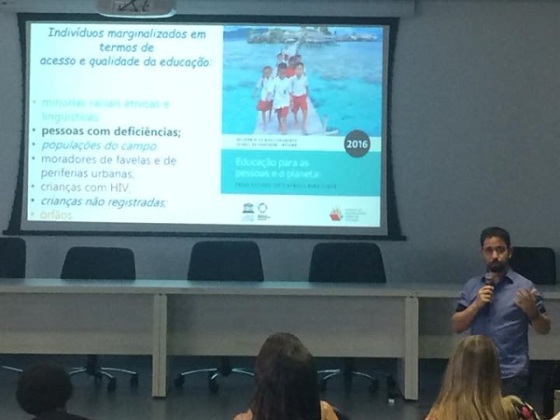 Indivíduos marginalizados em
termos de
acesso e qualidade da educação:
• minorias raciais étnicas e
linguísticas
• pessoas com deficiências;
• populações do campo
• moradores de favelas e de
periferias urbanas;
• crianças com HIV;
• crianças não registradas;
• órfãos
2016
Educação para as
pessoas e o planeta: